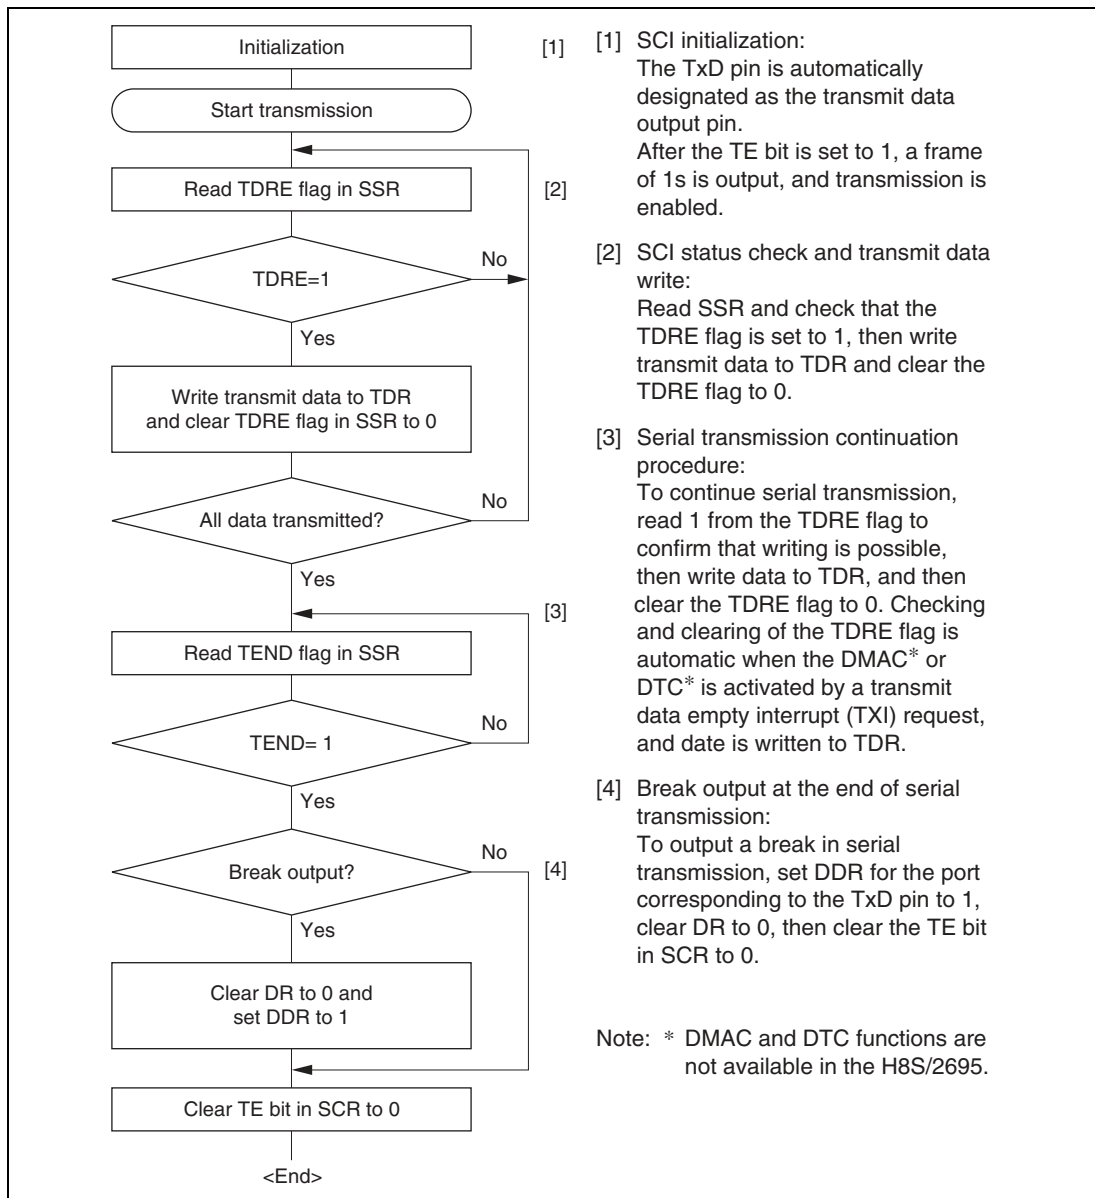 Initialization
[1]
Start transmission
Read TDRE flag in SSR
[2]
No
TDRE=1
Yes
Write transmit data to TDR
and clear TDRE flag in SSR to 0
No
All data transmitted?
Yes
[3]
Read TEND flag in SSR
No
TEND= 1
Yes
No
[4]
Break output?
Yes
Clear DR to 0 and
set DDR to 1
Clear TE bit in SCR to 0
<End>
[1] SCI initialization:
The TxD pin is automatically
designated as the transmit data
output pin.
After the TE bit is set to 1, a frame
of 1s is output, and transmission is
enabled.
[2] SCI status check and transmit data
write:
Read SSR and check that the
TDRE flag is set to 1, then write
transmit data to TDR and clear the
TDRE flag to 0.
[3] Serial transmission continuation
procedure:
To continue serial transmission,
read 1 from the TDRE flag to
confirm that writing is possible,
then write data to TDR, and then
clear the TDRE flag to 0. Checking
and clearing of the TDRE flag is
automatic when the DMAC* or
DTC* is activated by a transmit
data empty interrupt (TXI) request,
and date is written to TDR.
[4] Break output at the end of serial
transmission:
To output a break in serial
transmission, set DDR for the port
corresponding to the TxD pin to 1,
clear DR to 0, then clear the TE bit
in SCR to 0.
Note: * DMAC and DTC functions are
not available in the H8S/2695.